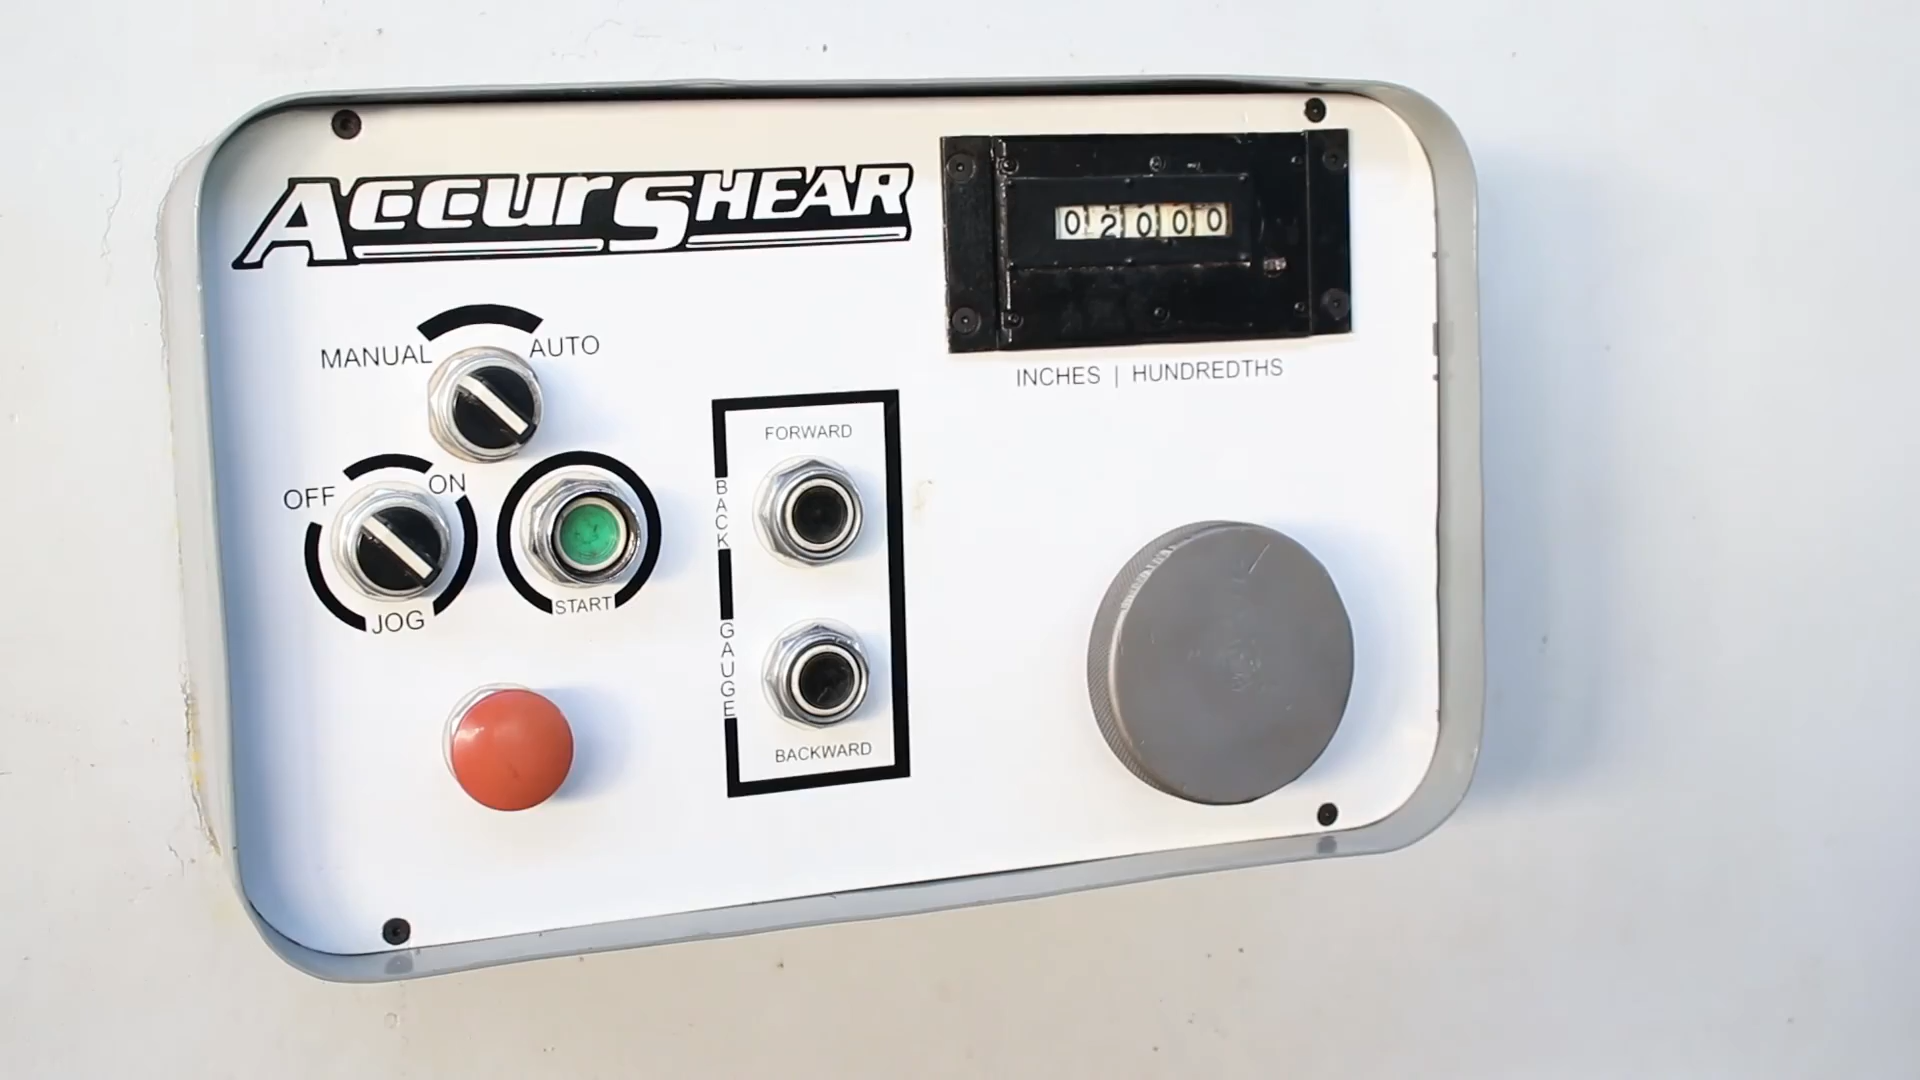 ACCURSHEAR
02000
INCHES | HUNDREDTHS
MANUAL
AUTO
OFF
ON
JOG
START
FORWARD
BACK
GAUGE
BACKWARD